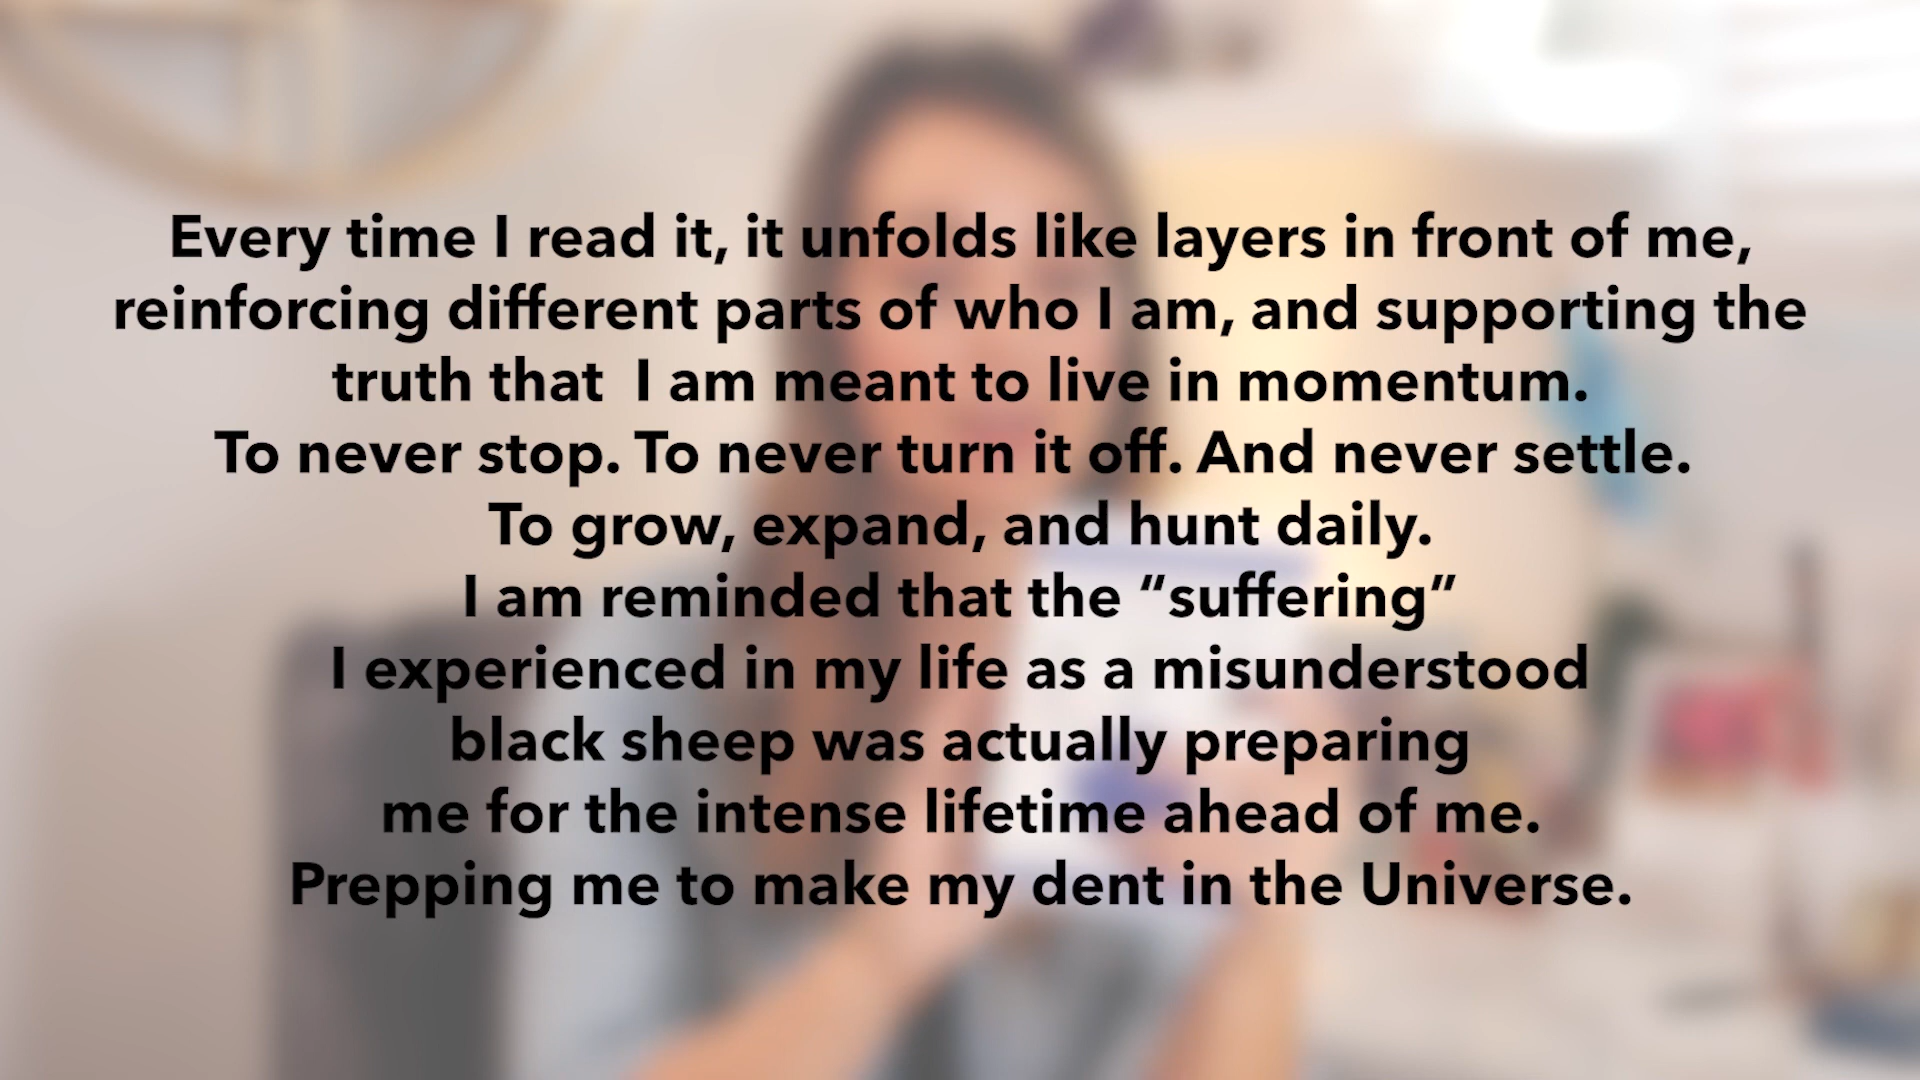 Every time I read it, it unfolds like layers in front of me,
reinforcing different parts of who I am, and supporting the
truth that  I am meant to live in momentum.
To never stop. To never turn it off. And never settle.
To grow, expand, and hunt daily.
I am reminded that the “suffering”
I experienced in my life as a misunderstood
black sheep was actually preparing
me for the intense lifetime ahead of me.
Prepping me to make my dent in the Universe.